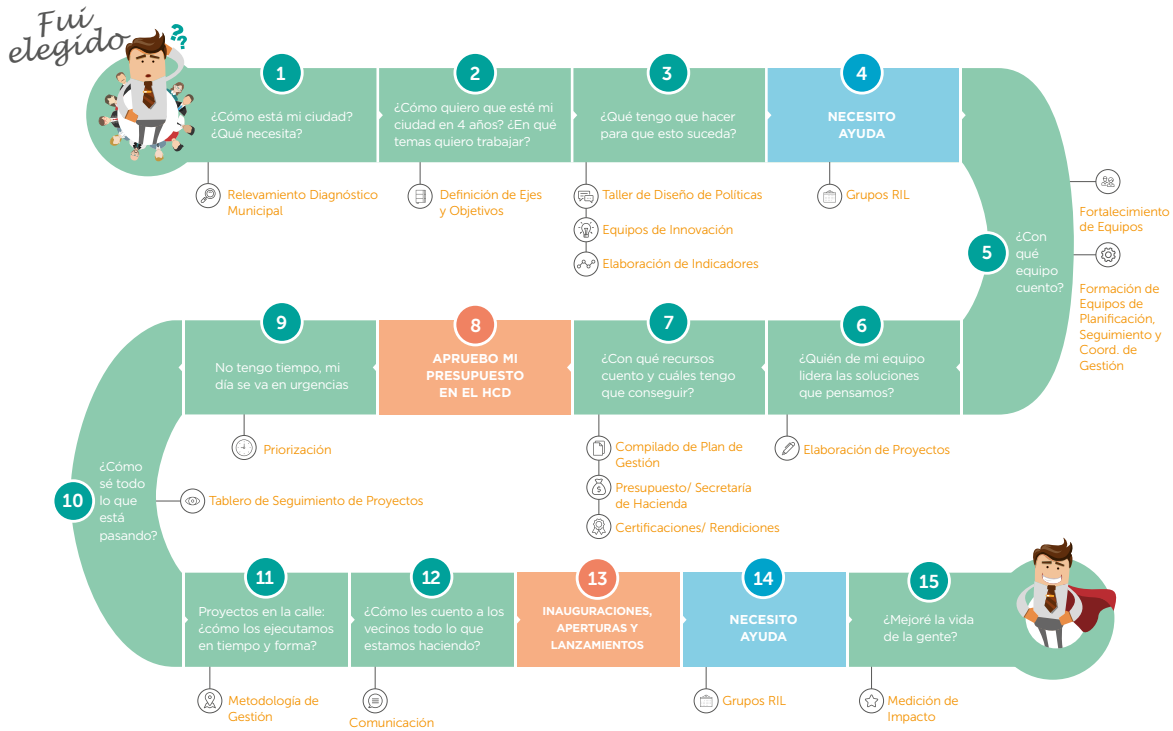 Fui
elegido
??
1
¿Cómo está mi ciudad?
¿Qué necesita?
Relevamiento Diagnóstico
Municipal
2
¿Cómo quiero que esté mi
ciudad en 4 años? ¿En qué
temas quiero trabajar?
Definición de Ejes
y Objetivos
3
¿Qué tengo que hacer
para que esto suceda?
Taller de Diseño de Políticas
Equipos de Innovación
Elaboración de Indicadores
4
NECESITO
AYUDA
Grupos RIL
5
¿Con
qué
equipo
cuento?
Fortalecimiento
de Equipos
Formación de
Equipos de
Planificación,
Seguimiento y
Coord. de
Gestión
6
¿Quién de mi equipo
lidera las soluciones
que pensamos?
Elaboración de Proyectos
7
¿Con qué recursos
cuento y cuáles tengo
que conseguir?
Compilado de Plan de
Gestión
Presupuesto/ Secretaría
de Hacienda
Certificaciones/ Rendiciones
8
APRUEBO MI
PRESUPUESTO
EN EL HCD
9
No tengo tiempo, mi
día se va en urgencias
Priorización
10
¿Cómo
sé todo
lo que
está
pasando?
Tablero de Seguimiento de Proyectos
11
Proyectos en la calle:
¿cómo los ejecutamos
en tiempo y forma?
Metodología de
Gestión
12
¿Cómo les cuento a los
vecinos todo lo que
estamos haciendo?
Comunicación
13
INAUGURACIONES,
APERTURAS Y
LANZAMIENTOS
14
NECESITO
AYUDA
Grupos RIL
15
¿Mejoré la vida
de la gente?
Medición de
Impacto